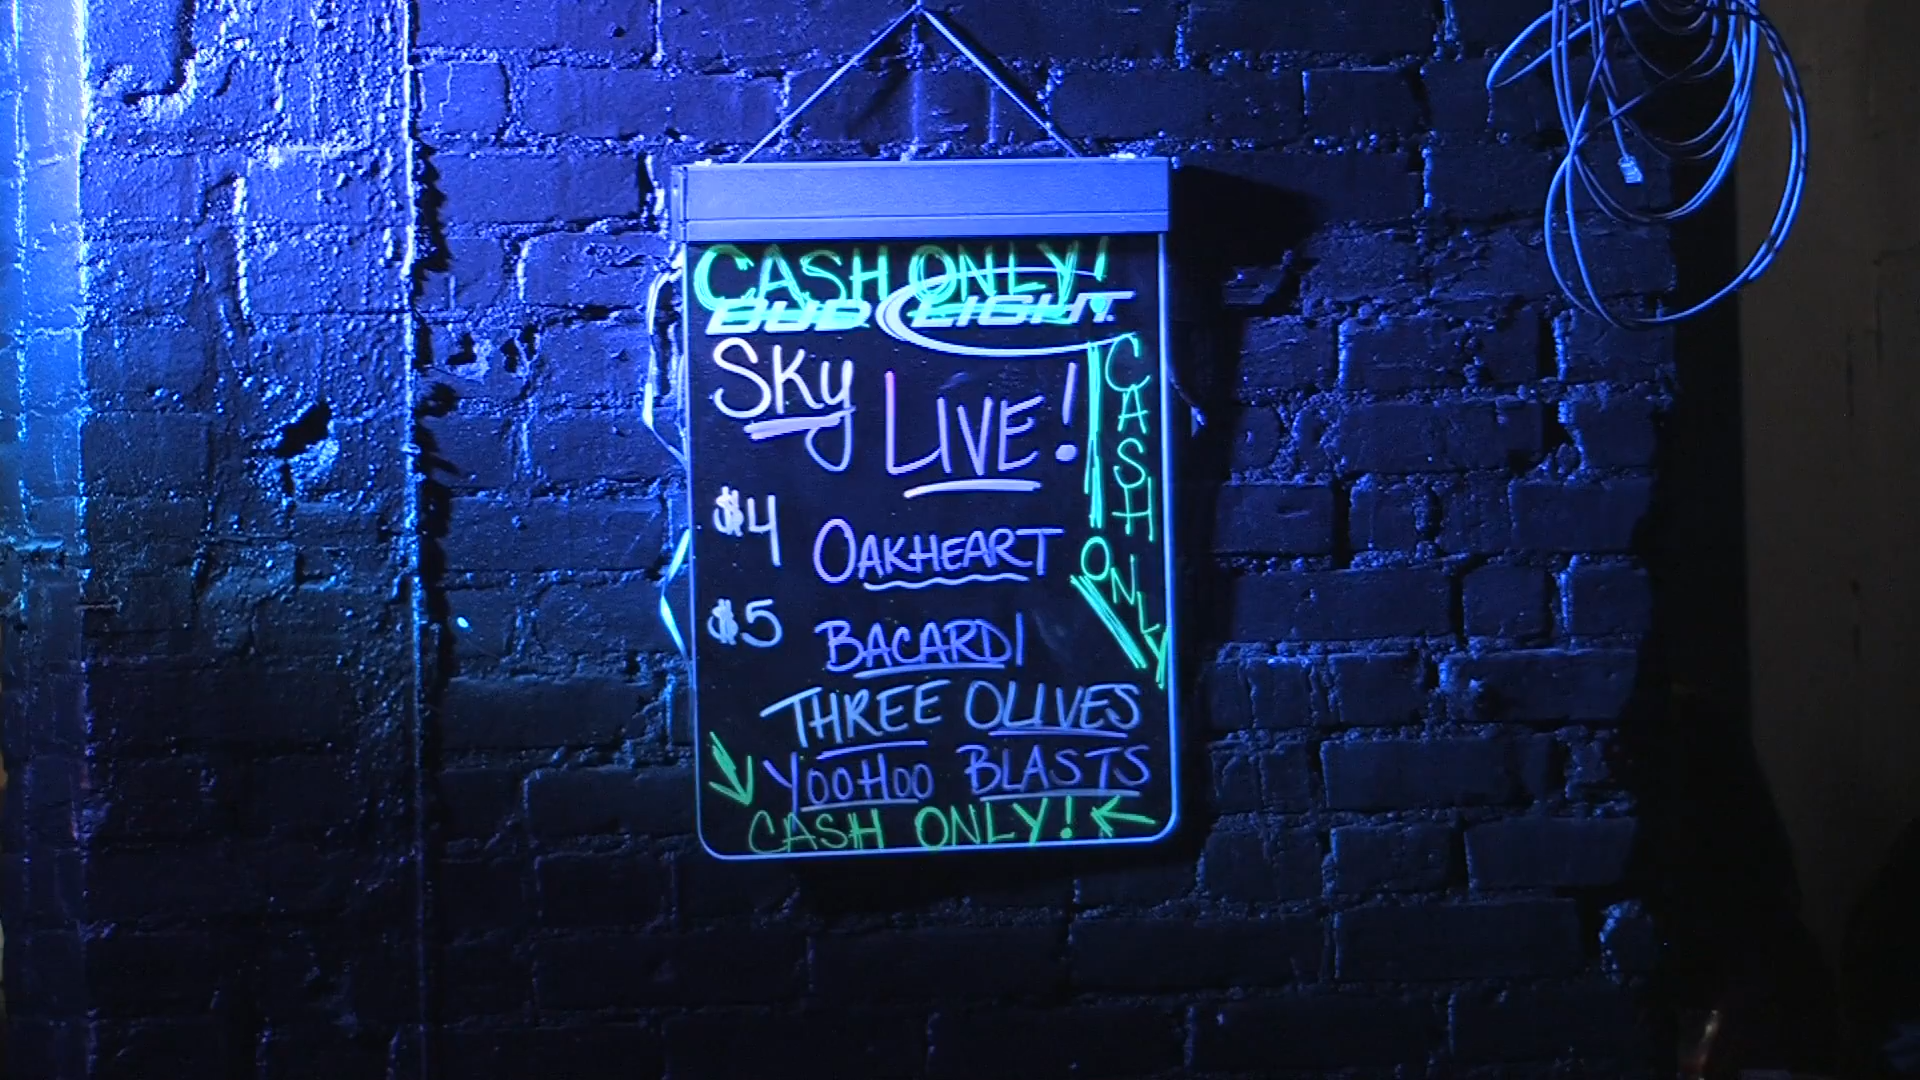 CASH ONLY!
BUD LIGHT
SKy LIVE!
$4 OAKHEART
$5 BACARDI
THREE OLIVES
YOOHOO BLASTS
CASH ONLY!
CASH ONLY